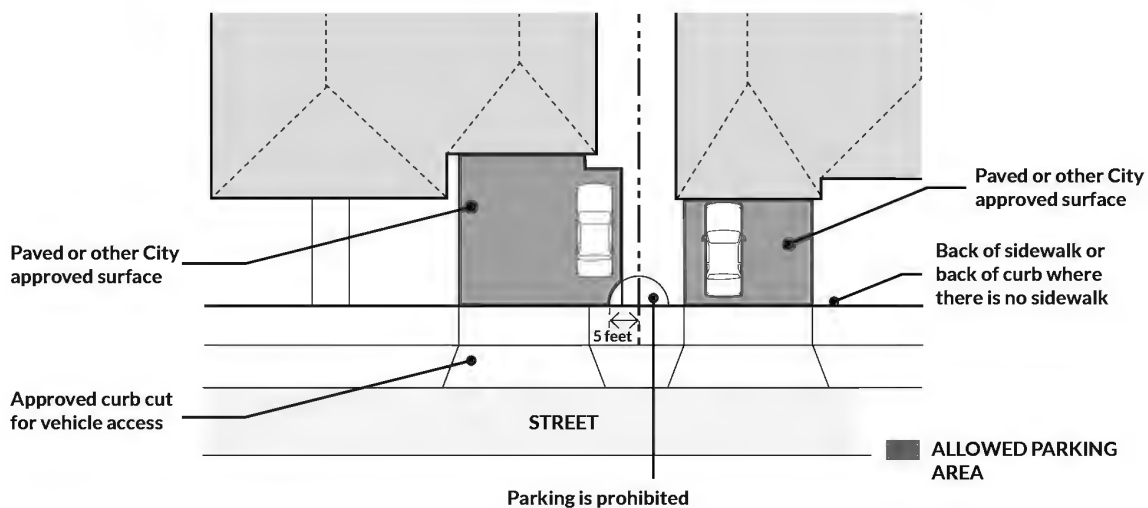 Paved or other City
approved surface
Paved or other City
approved surface
Back of sidewalk or
back of curb where
there is no sidewalk
5 feet
Approved curb cut
for vehicle access
STREET
ALLOWED PARKING
AREA
Parking is prohibited